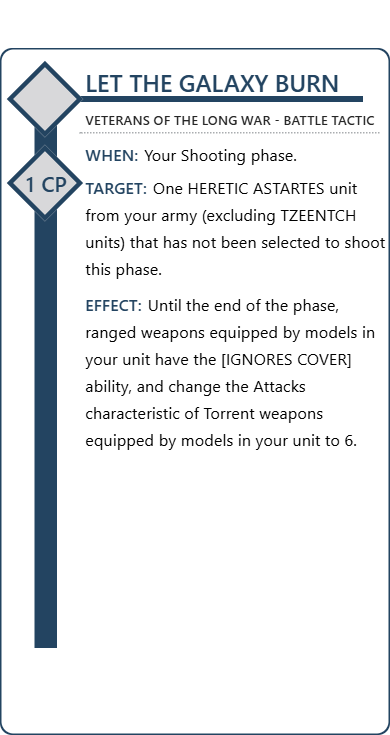 LET THE GALAXY BURN
VETERANS OF THE LONG WAR - BATTLE TACTIC
WHEN: Your Shooting phase.
1 CP
TARGET: One HERETIC ASTARTES unit
from your army (excluding TZEENTCH
units) that has not been selected to shoot
this phase.
EFFECT: Until the end of the phase,
ranged weapons equipped by models in
your unit have the [IGNORES COVER]
ability, and change the Attacks
characteristic of Torrent weapons
equipped by models in your unit to 6.